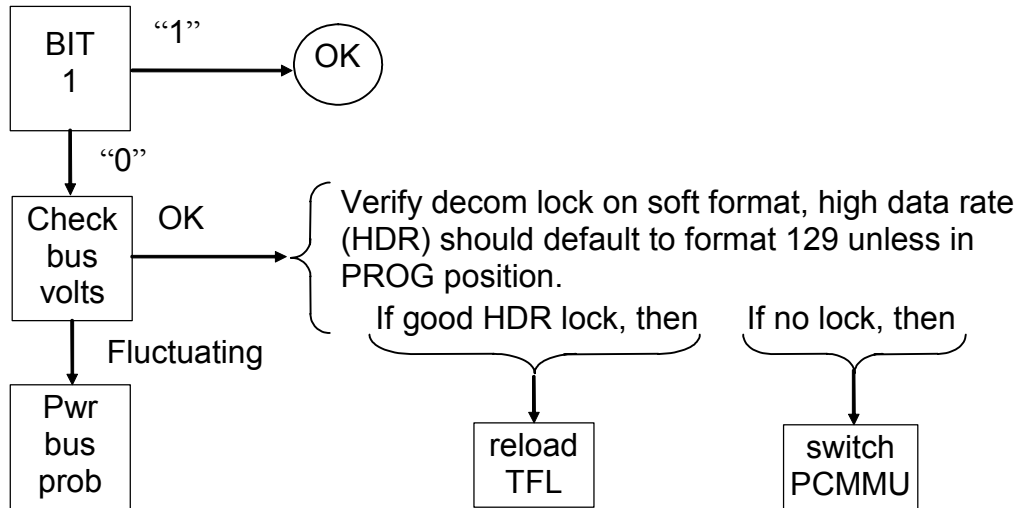 BIT
1
“1”
OK
“0”
Check
bus
volts
OK
Verify decom lock on soft format, high data rate
(HDR) should default to format 129 unless in
PROG position.
If good HDR lock, then
If no lock, then
Fluctuating
Pwr
bus
prob
reload
TFL
switch
PCMMU